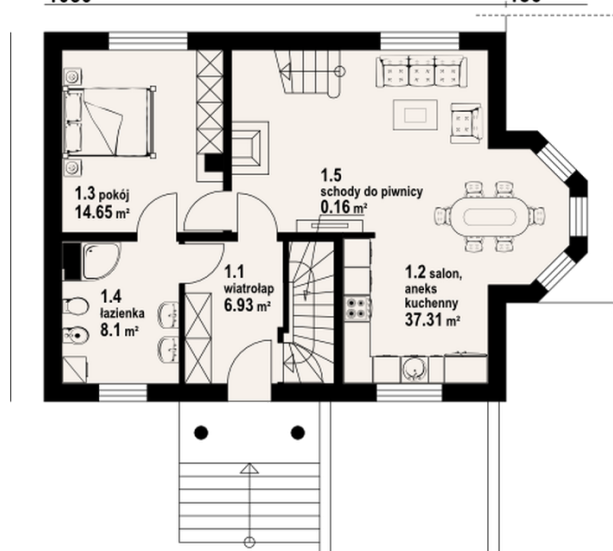 1.5
schody do piwnicy
0.16 m²
1.3 pokój
14.65 m²
1.1
wiatrołap
6.93 m²
1.2 salon,
aneks
kuchenny
37.31 m²
1.4
łazienka
8.1 m²